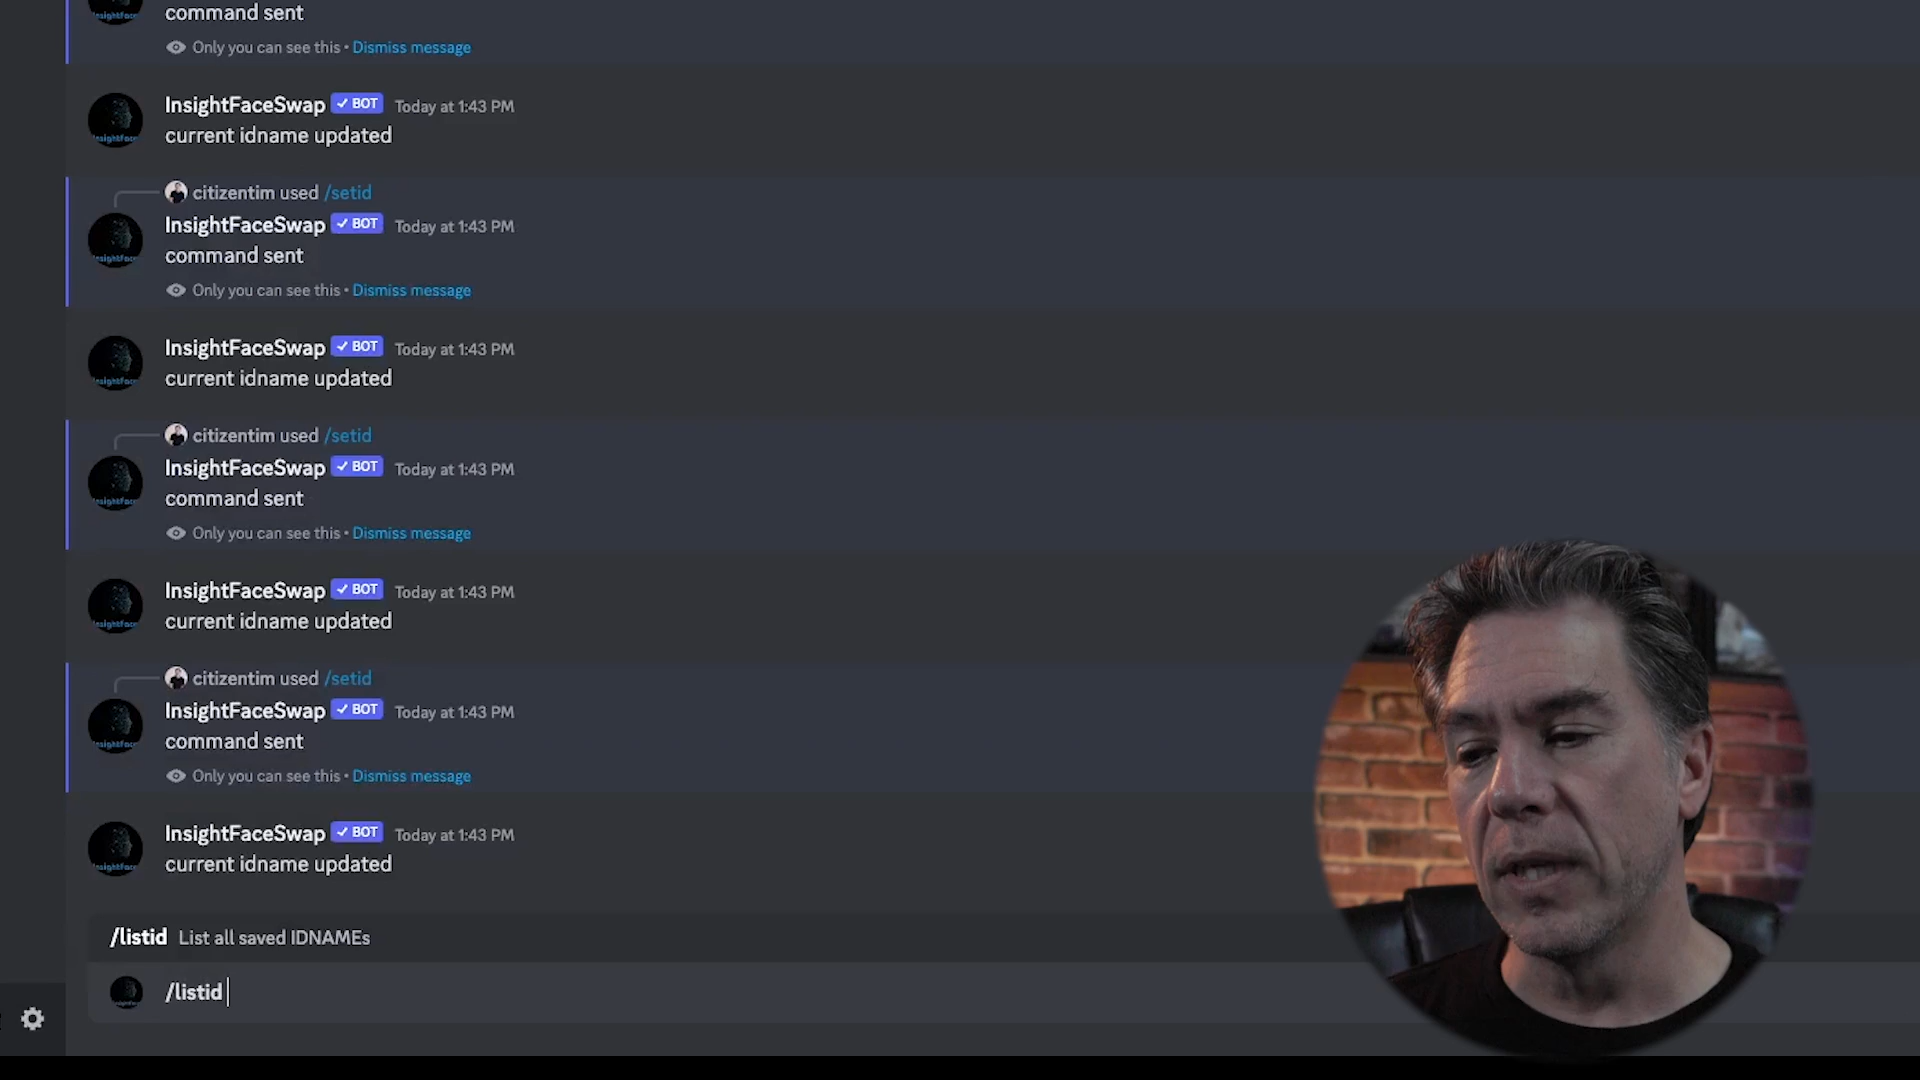 command sent
Only you can see this • Dismiss message
InsightFaceSwap ✓ BOT Today at 1:43 PM
current idname updated
citizentim used /setid
InsightFaceSwap ✓ BOT Today at 1:43 PM
command sent
Only you can see this • Dismiss message
InsightFaceSwap ✓ BOT Today at 1:43 PM
current idname updated
citizentim used /setid
InsightFaceSwap ✓ BOT Today at 1:43 PM
command sent
Only you can see this • Dismiss message
InsightFaceSwap ✓ BOT Today at 1:43 PM
current idname updated
citizentim used /setid
InsightFaceSwap ✓ BOT Today at 1:43 PM
command sent
Only you can see this • Dismiss message
InsightFaceSwap ✓ BOT Today at 1:43 PM
current idname updated
/listid List all saved IDNAMEs
/listid